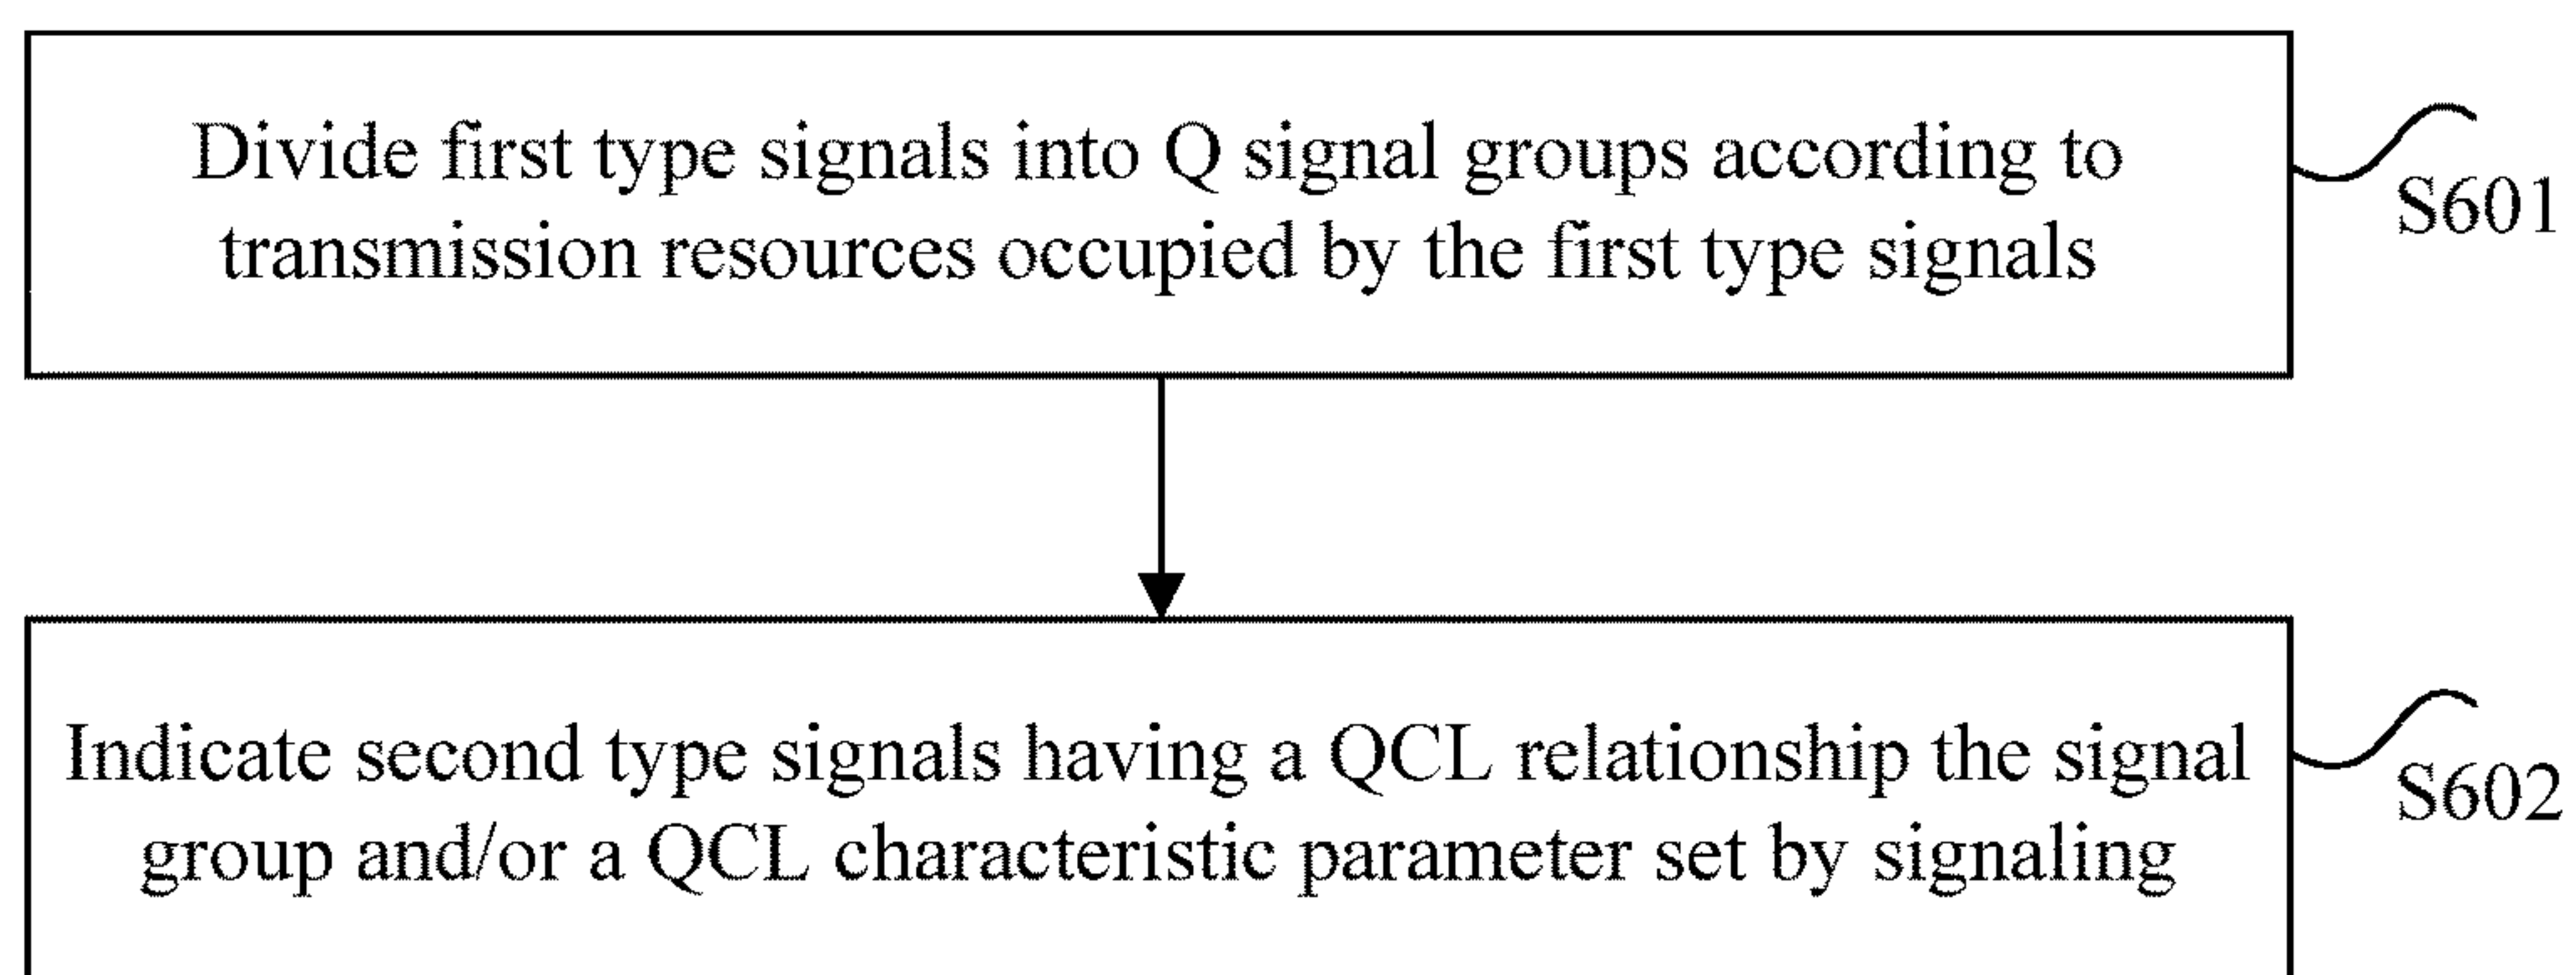 Divide first type signals into Q signal groups according to
transmission resources occupied by the first type signals
S601
Indicate second type signals having a QCL relationship the signal
group and/or a QCL characteristic parameter set by signaling
S602